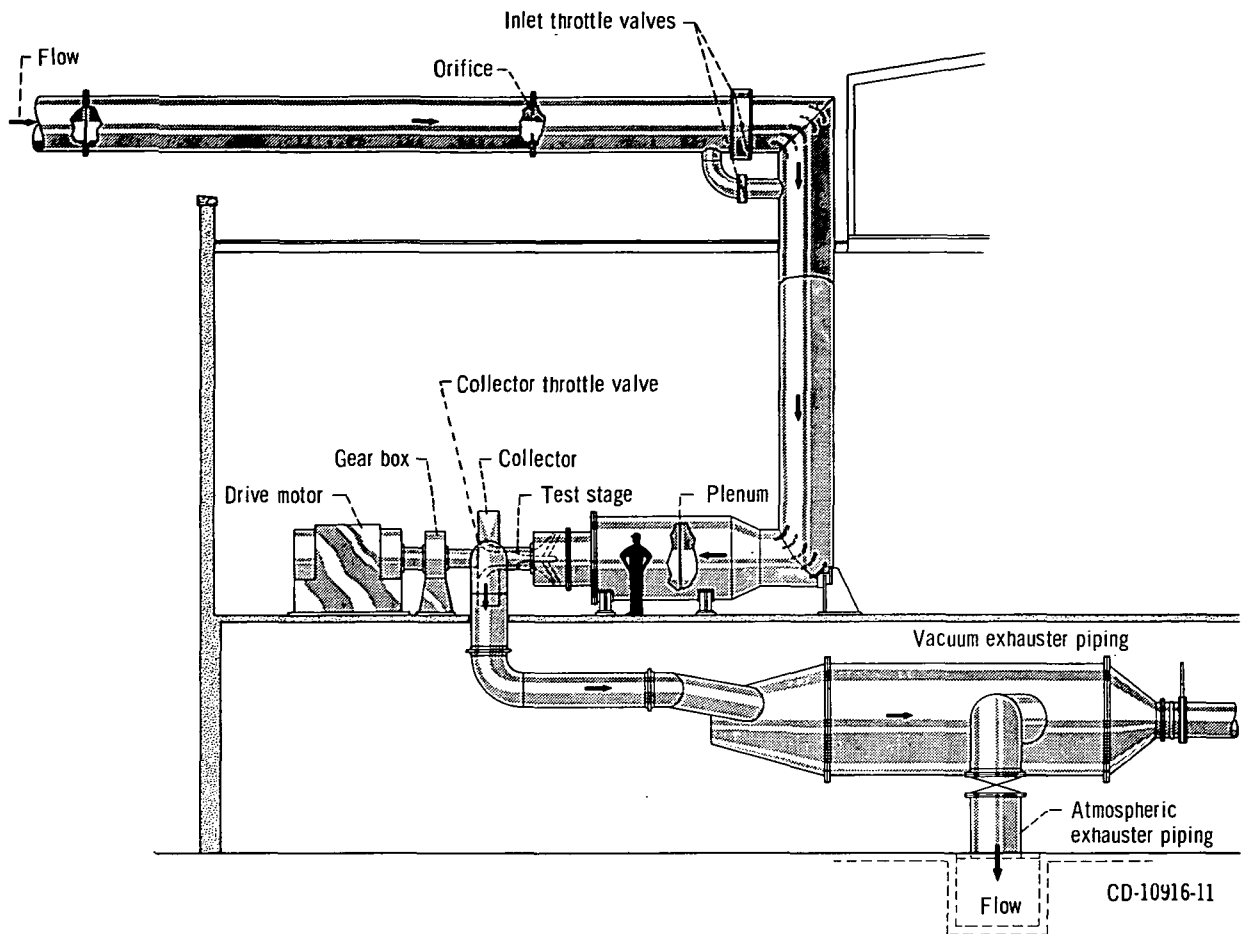 Inlet throttle valves
Flow
Orifice
Collector throttle valve
Gear box
Collector
Drive motor
Test stage
Plenum
Vacuum exhauster piping
Atmospheric
exhauster piping
Flow
CD-10916-11